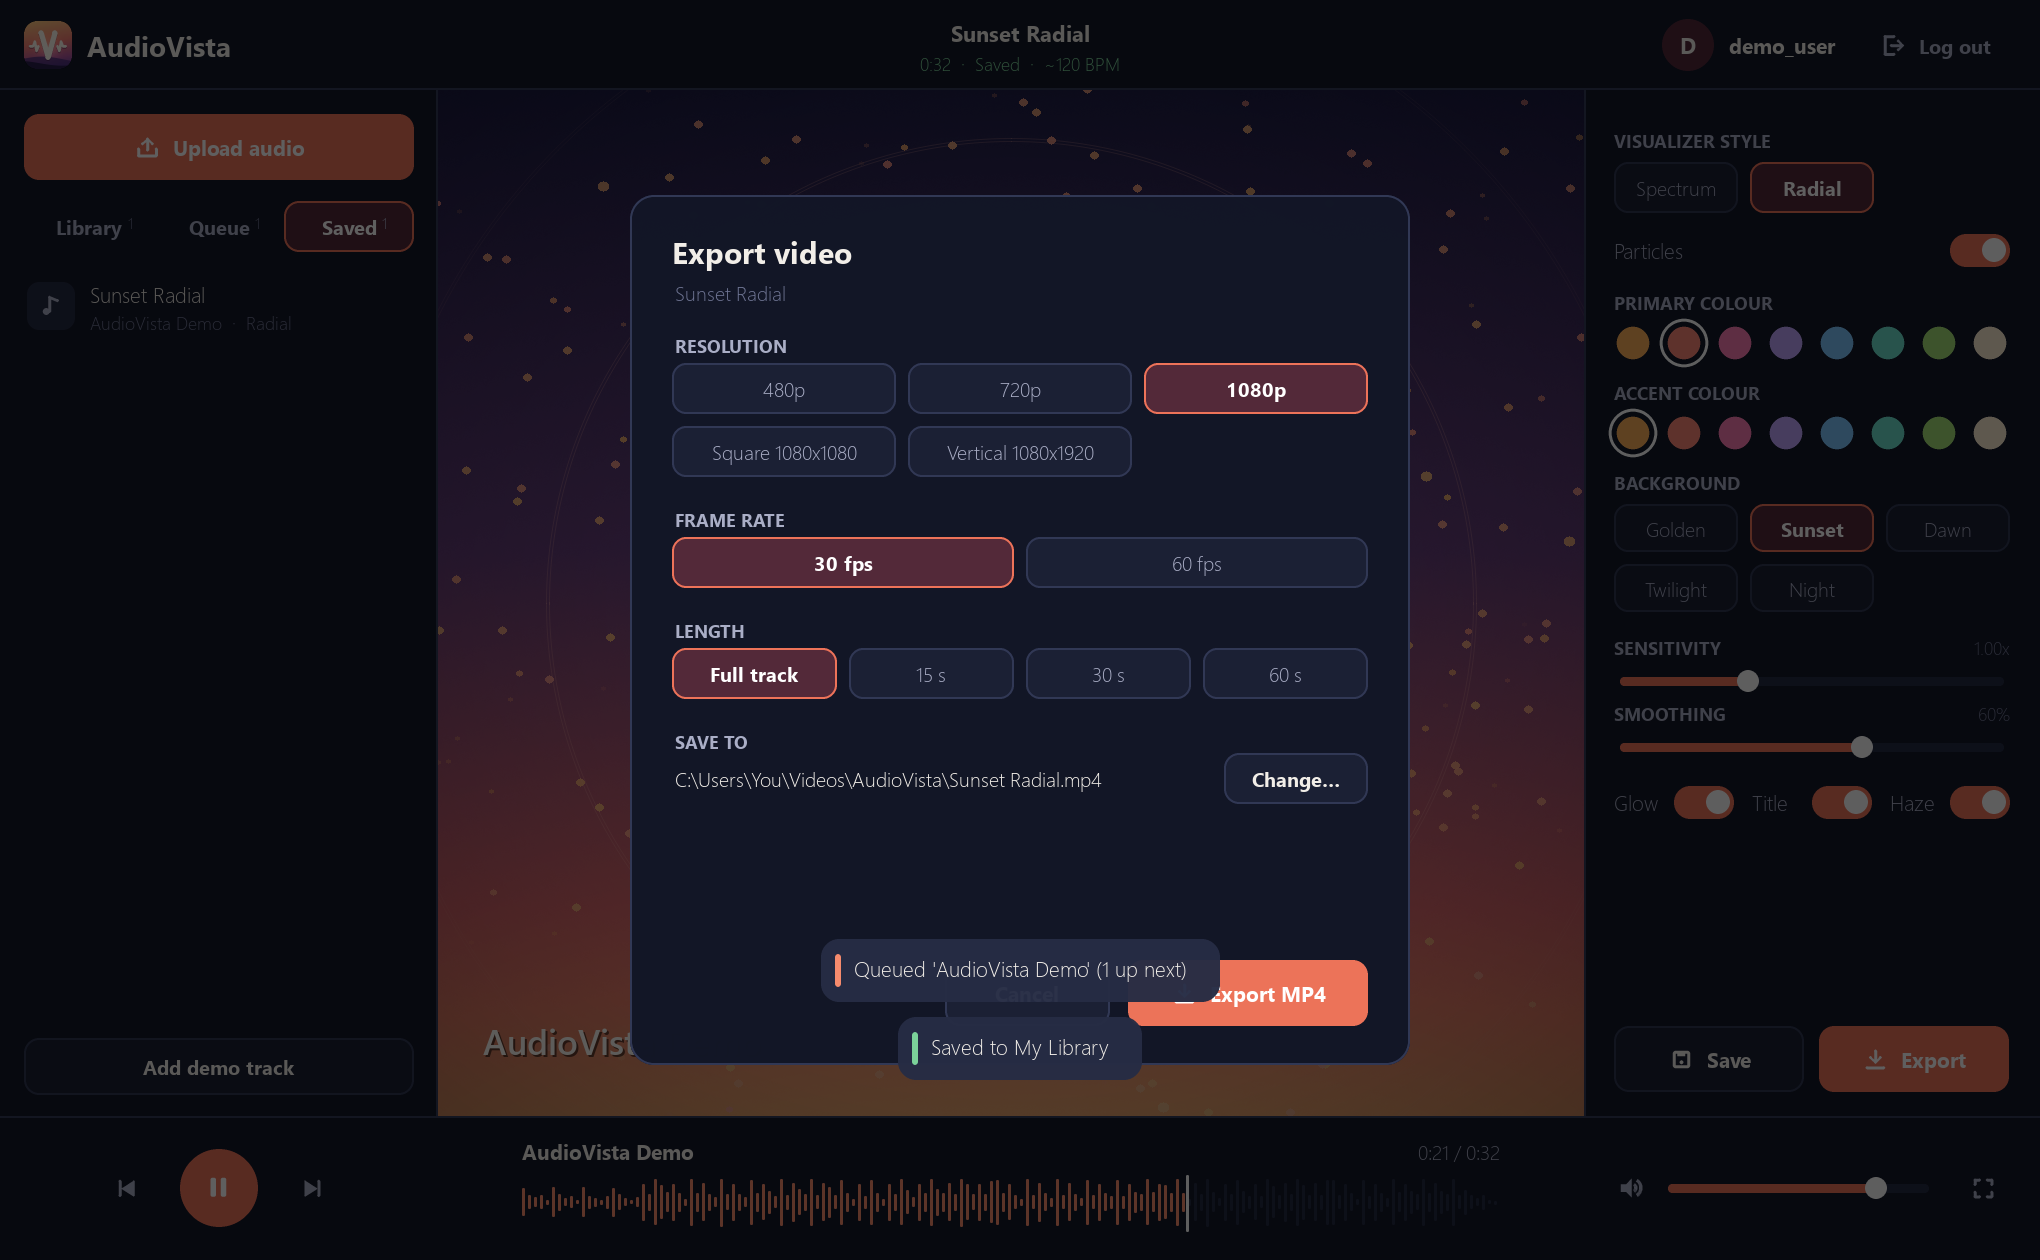 AudioVista
Sunset Radial
0:32 · Saved · ~120 BPM
D demo_user Log out
Upload audio
Library 1 Queue 1 Saved 1
Sunset Radial
AudioVista Demo · Radial
Add demo track
Export video
Sunset Radial
RESOLUTION
480p 720p 1080p
Square 1080x1080 Vertical 1080x1920
FRAME RATE
30 fps 60 fps
LENGTH
Full track 15 s 30 s 60 s
SAVE TO
C:\Users\You\Videos\AudioVista\Sunset Radial.mp4 Change...
Queued 'AudioVista Demo' (1 up next)
Cancel Export MP4
Saved to My Library
AudioVist
VISUALIZER STYLE
Spectrum Radial
Particles
PRIMARY COLOUR
ACCENT COLOUR
BACKGROUND
Golden Sunset Dawn
Twilight Night
SENSITIVITY 1.00x
SMOOTHING 60%
Glow Title Haze
Save Export
AudioVista Demo 0:21 / 0:32